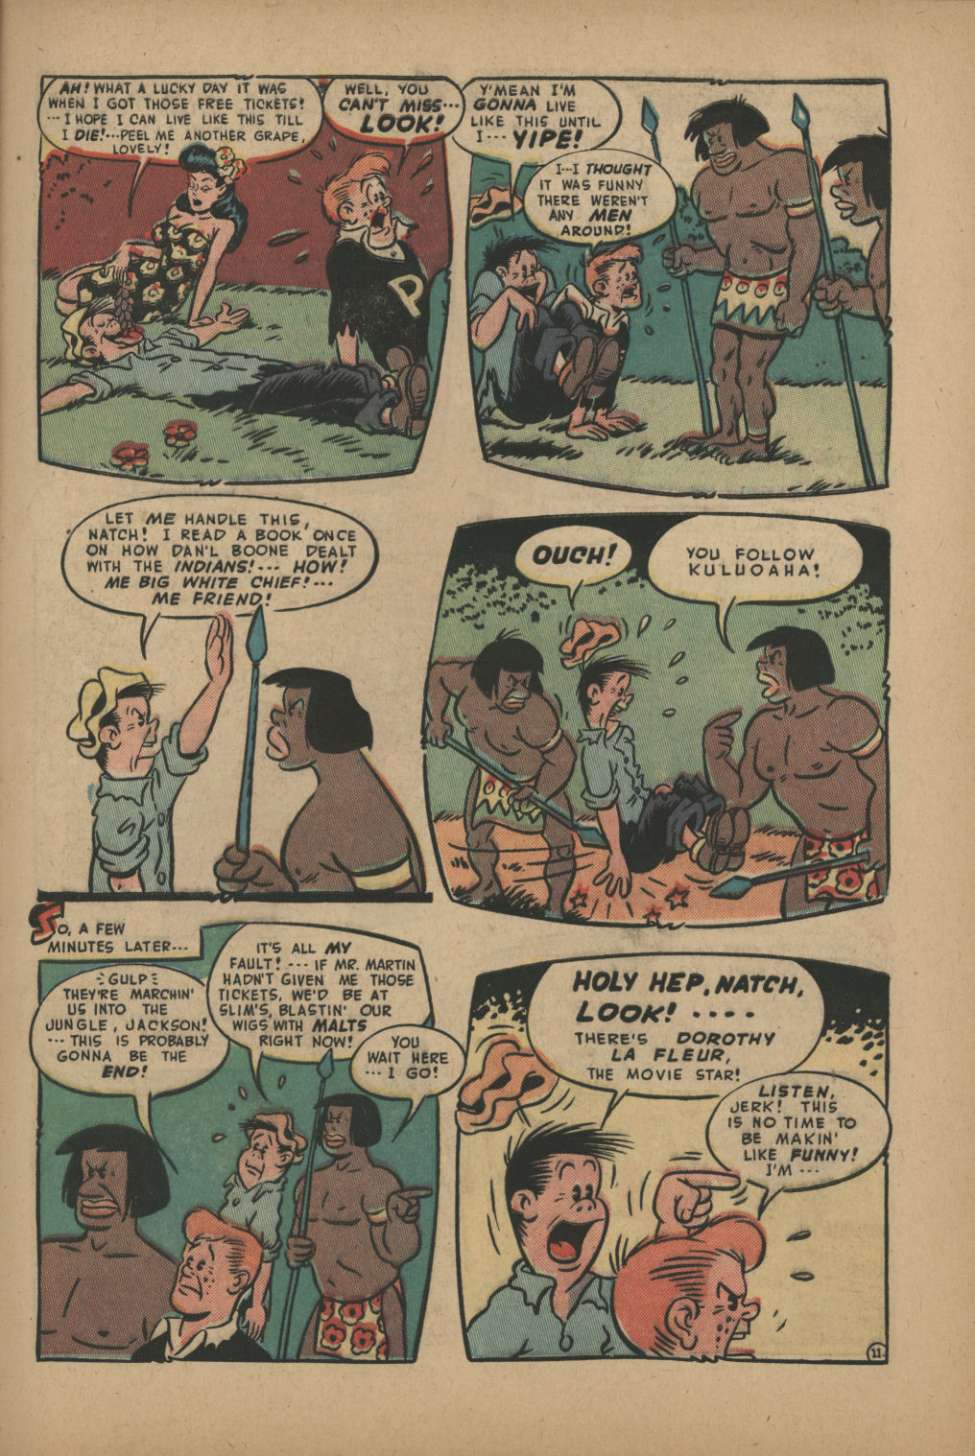 AH! WHAT A LUCKY DAY IT WAS
WHEN I GOT THOSE FREE TICKETS!
--- I HOPE I CAN LIVE LIKE THIS TILL
I DIE!---PEEL ME ANOTHER GRAPE,
LOVELY!
WELL, YOU
CAN'T MISS---
LOOK!
P
Y'MEAN I'M
GONNA LIVE
LIKE THIS UNTIL
I--- YIPE!
I---I THOUGHT
IT WAS FUNNY
THERE WEREN'T
ANY MEN
AROUND!
LET ME HANDLE THIS,
NATCH! I READ A BOOK ONCE
ON HOW DAN'L BOONE DEALT
WITH THE INDIANS!--- HOW!
ME BIG WHITE CHIEF!---
ME FRIEND!
OUCH!
YOU FOLLOW
KULUOAHA!
SO, A FEW
MINUTES LATER---
GULP
THEY'RE MARCHIN'
US INTO THE
JUNGLE, JACKSON!
--- THIS IS PROBABLY
GONNA BE THE
END!
IT'S ALL MY
FAULT! --- IF MR. MARTIN
HADN'T GIVEN ME THOSE
TICKETS, WE'D BE AT
SLIM'S, BLASTIN' OUR
WIGS WITH MALTS
RIGHT NOW!
YOU
WAIT HERE
--- I GO!
HOLY HEP, NATCH,
LOOK! ----
THERE'S DOROTHY
LA FLEUR,
THE MOVIE STAR!
LISTEN,
JERK! THIS
IS NO TIME TO
BE MAKIN'
LIKE FUNNY!
I'M ---
11